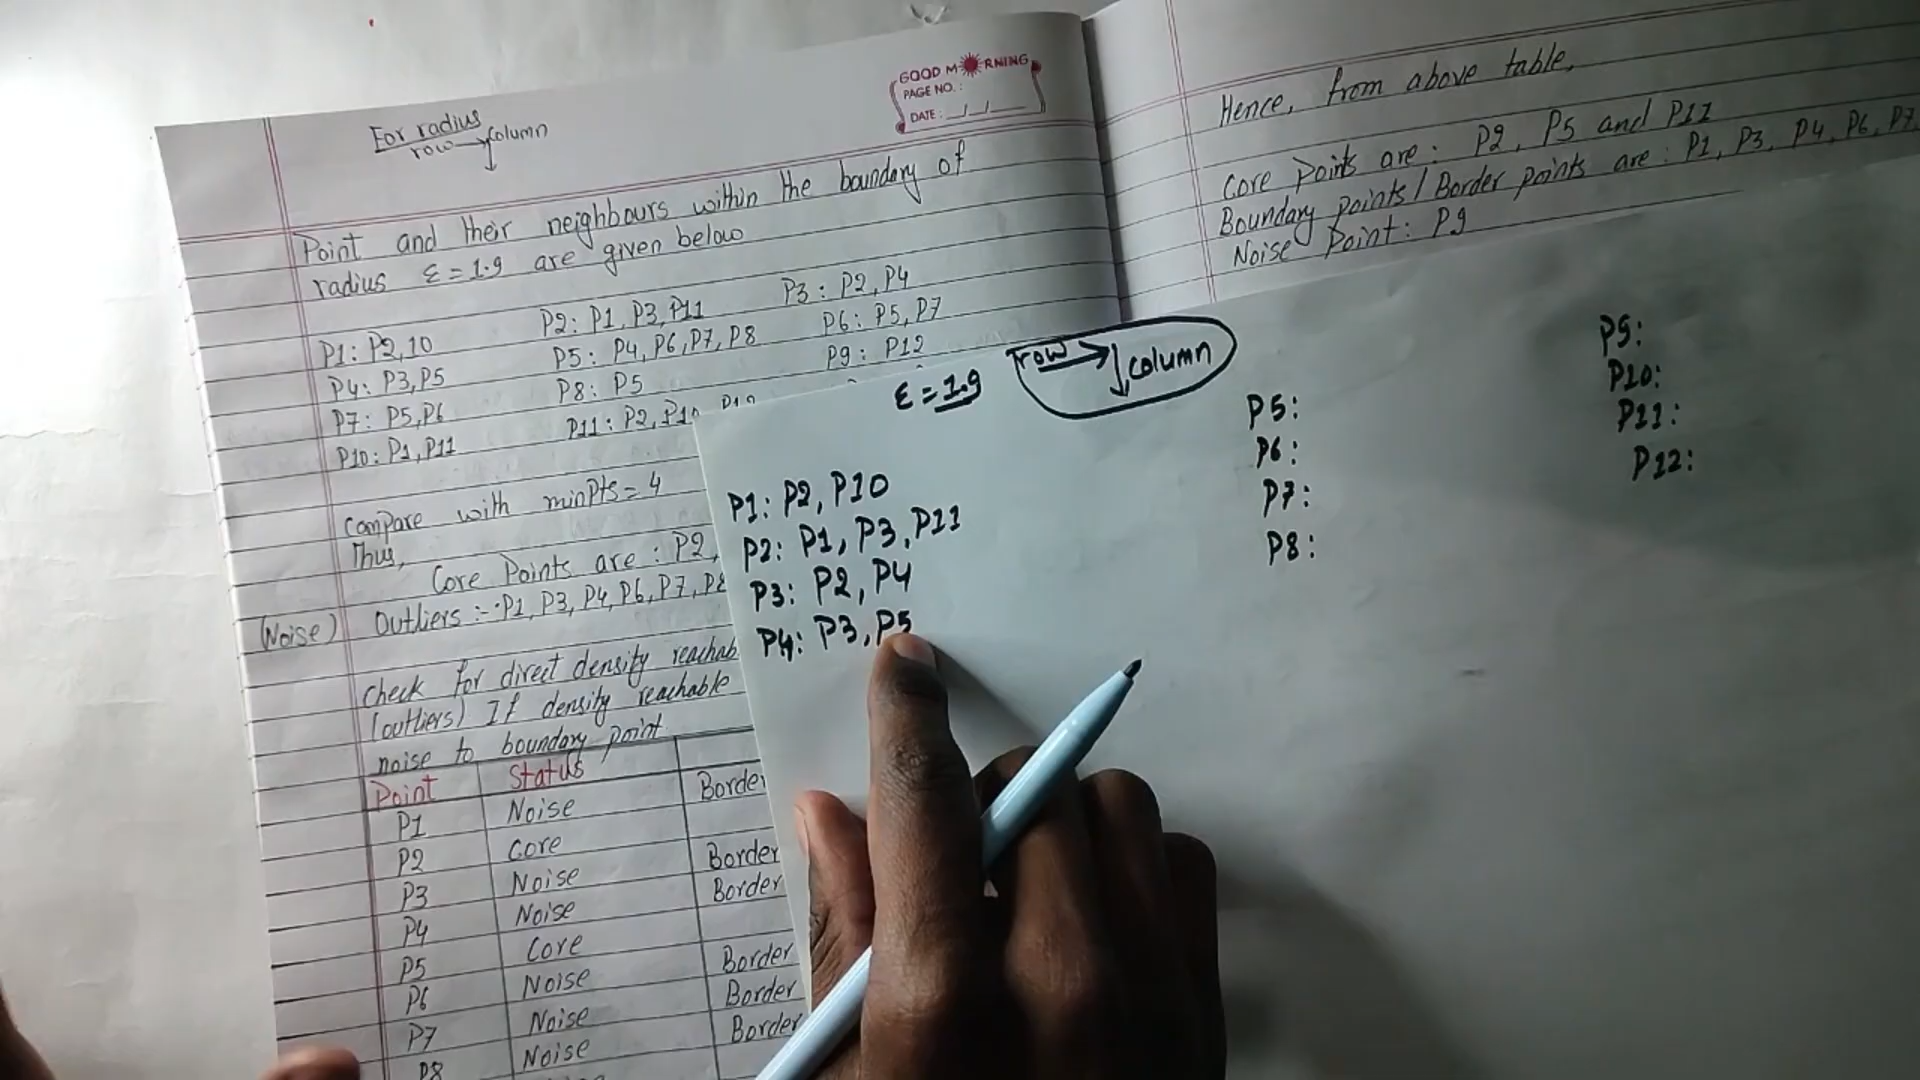 GOOD MORNING
PAGE NO.:
DATE: __/__/____
For radius
row column
Point and their neighbours within the boundary of
radius ε = 1.9 are given below
P1: P2,10 P2: P1, P3, P11 P3: P2, P4
P4: P3, P5 P5: P4, P6, P7, P8 P6: P5, P7
P7: P5, P6 P8: P5 P9: P12
P10: P1, P11 P11: P2, P10, P12
Compare with minPts = 4
Thus,
Core Points are: P2,
(Noise) Outliers :- P1, P3, P4, P6, P7, P8
Check for direct density reachab
(outliers) If density reachable
noise to boundary point
Point Status
P1 Noise Border
P2 Core
P3 Noise Border
P4 Noise Border
P5 Core
P6 Noise Border
P7 Noise Border
P8 Noise Border
Hence, from above table,
Core Points are: P2, P5 and P11
Boundary points / Border points are: P1, P3, P4, P6, P7,
Noise Point: P9
ε = 1.9 row column
P1: P2, P10
P2: P1, P3, P11
P3: P2, P4
P4: P3, P5
P5:
P6:
P7:
P8:
P9:
P10:
P11:
P12: